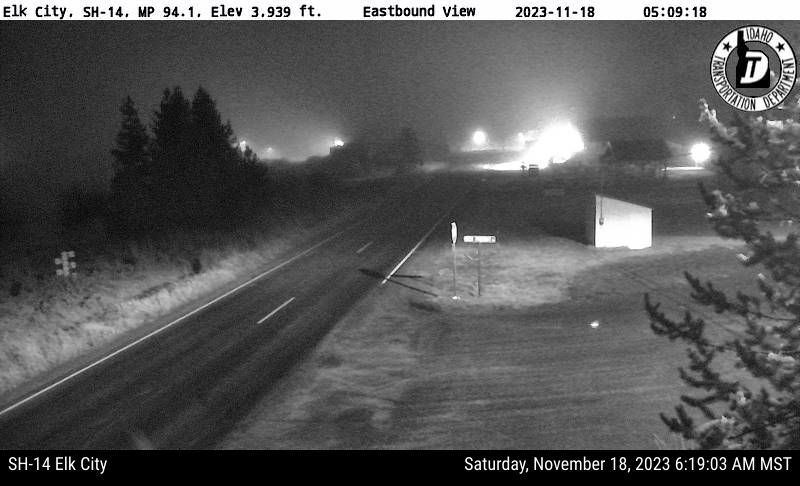 Elk City, SH-14, MP 94.1, Elev 3,939 ft. Eastbound View 2023-11-18 05:09:18
IDAHO
TRANSPORTATION DEPARTMENT
SH-14 Elk City Saturday, November 18, 2023 6:19:03 AM MST